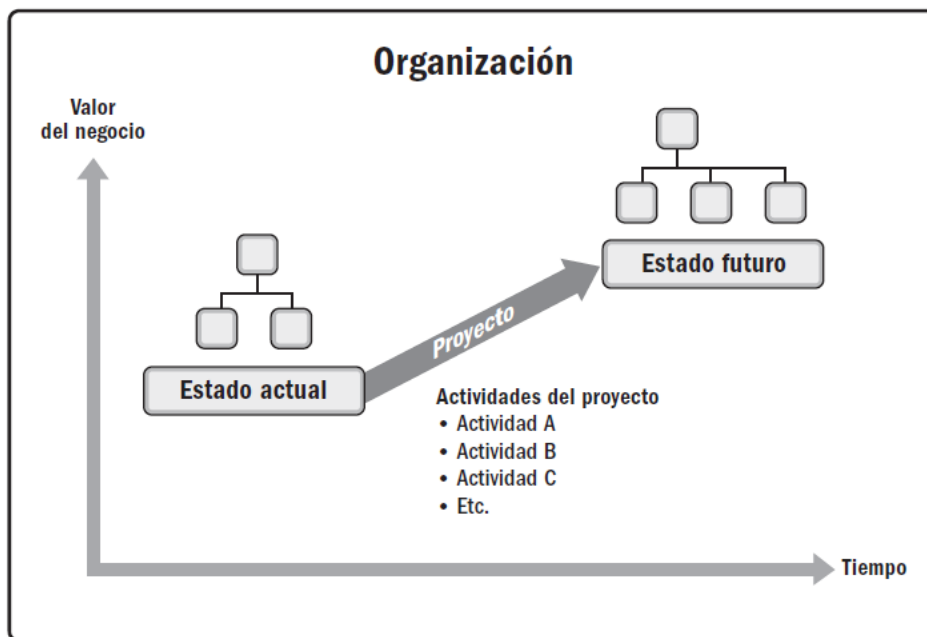 Organización
Valor
del negocio
Estado futuro
Proyecto
Estado actual
Actividades del proyecto
• Actividad A
• Actividad B
• Actividad C
• Etc.
Tiempo